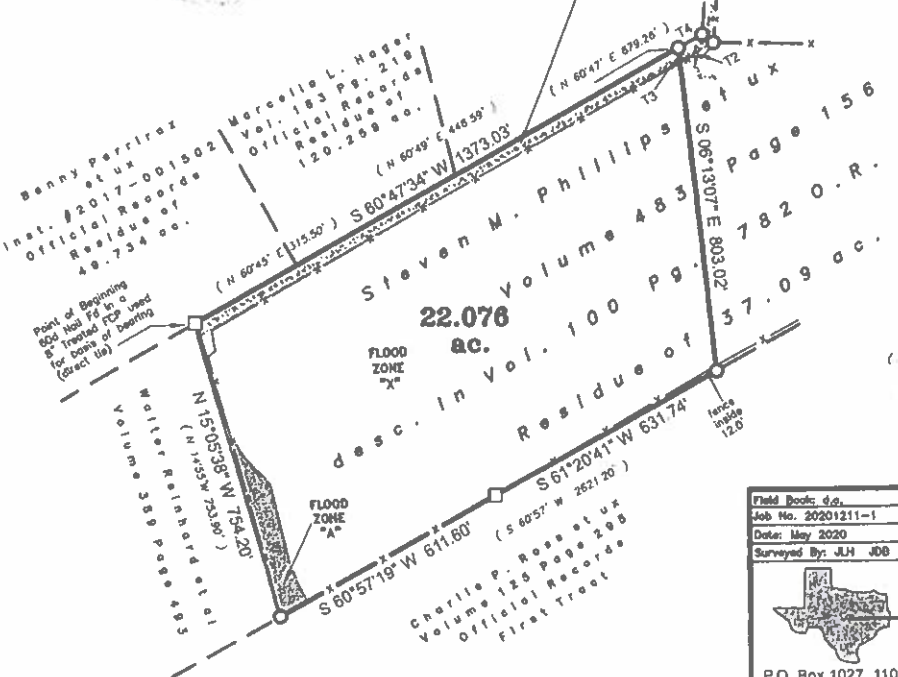 Benny Perrirax
et ux
Inst. #2017-001502
Official Records
Residue of
49.734 ac.
Marcella L. Hager
Vol. 183 Pg. 219
Official Records
Residue of
120.259 ac.
( N 60°47' E 879.26' )
T4
T2
T3
( N 60°49' E 448.59' )
S 60°47'34" W 1373.03'
( N 60°45' E 315.50' )
Point of Beginning
60d Nail Fd in a
8" Treated FCP used
for basis of bearing
(direct tie)
Steven M. Phillips et ux
Volume 483 Page 156
desc. in Vol. 100 Pg. 782 O.R.
Residue of 37.09 ac.
22.076
ac.
FLOOD
ZONE
"X"
S 06°13'07" E 803.02'
fence
inside
12.0'
N 15°05'38" W 754.20'
( N 14°55' W 753.90' )
Walter Reinhard et al
Volume 389 Page 493
FLOOD
ZONE
"A"
S 61°20'41" W 631.74'
( S 60°57' W 2621.20' )
S 60°57'19" W 611.60'
Charlie P. Ross et ux
Volume 125 Page 295
Official Records
First Tract
Field Book: d.a.
Job No. 20201211-1
Date: May 2020
Surveyed By: JLH JDB
P.O. Box 1027, 110